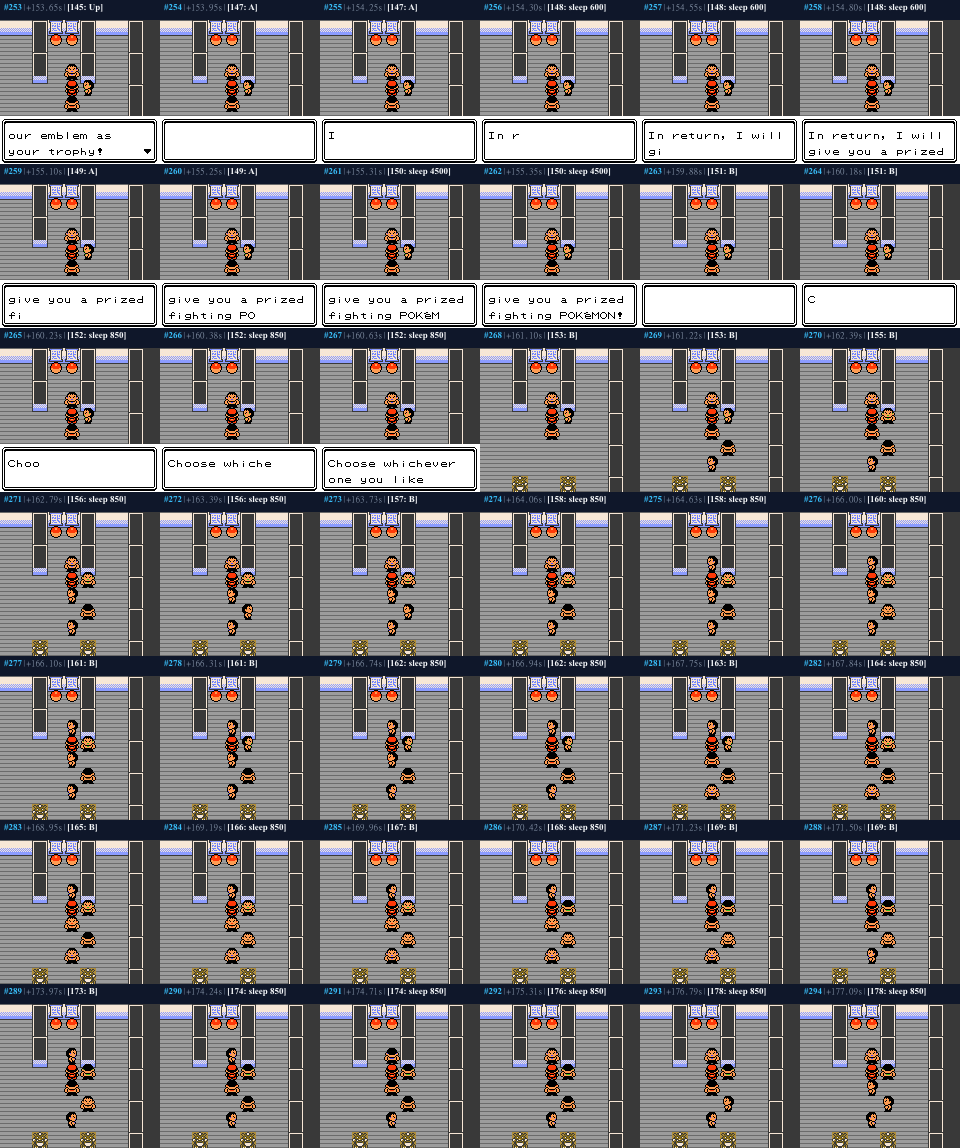 #253 | +153.65s | [145: Up]
#254 | +153.95s | [147: A]
#255 | +154.25s | [147: A]
#256 | +154.30s | [148: sleep 600]
#257 | +154.55s | [148: sleep 600]
#258 | +154.80s | [148: sleep 600]
our emblem as
your trophy!
I
In r
In return, I will
gi
In return, I will
give you a prized
#259 | +155.10s | [149: A]
#260 | +155.25s | [149: A]
#261 | +155.31s | [150: sleep 4500]
#262 | +155.35s | [150: sleep 4500]
#263 | +159.88s | [151: B]
#264 | +160.18s | [151: B]
give you a prized
fi
give you a prized
fighting PO
give you a prized
fighting POKéM
give you a prized
fighting POKéMON!
C
#265 | +160.23s | [152: sleep 850]
#266 | +160.38s | [152: sleep 850]
#267 | +160.73s | [152: sleep 850]
#268 | +161.10s | [153: B]
#269 | +161.22s | [153: B]
#270 | +162.39s | [155: B]
Choo
Choose whiche
Choose whichever
one you like
#271 | +162.79s | [156: sleep 850]
#272 | +163.39s | [156: sleep 850]
#273 | +163.73s | [157: B]
#274 | +164.06s | [158: sleep 850]
#275 | +164.63s | [158: sleep 850]
#276 | +166.00s | [160: sleep 850]
#277 | +166.10s | [161: B]
#278 | +166.31s | [161: B]
#279 | +166.74s | [162: sleep 850]
#280 | +166.94s | [162: sleep 850]
#281 | +167.75s | [163: B]
#282 | +167.84s | [164: sleep 850]
#283 | +168.95s | [165: B]
#284 | +169.19s | [166: sleep 850]
#285 | +169.96s | [167: B]
#286 | +170.42s | [168: sleep 850]
#287 | +171.23s | [169: B]
#288 | +171.50s | [169: B]
#289 | +173.97s | [173: B]
#290 | +174.24s | [174: sleep 850]
#291 | +174.71s | [174: sleep 850]
#292 | +175.31s | [176: sleep 850]
#293 | +176.79s | [178: sleep 850]
#294 | +177.09s | [178: sleep 850]